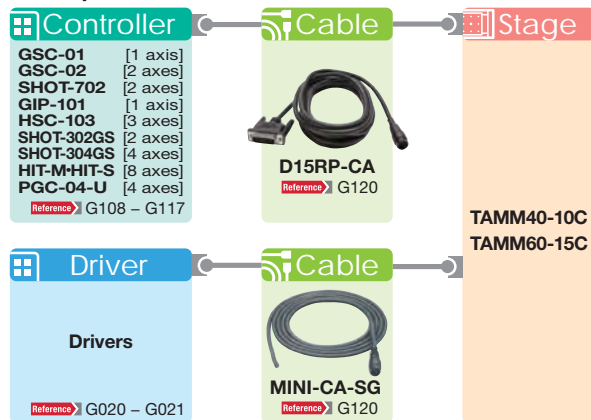 Controller
GSC-01 [1 axis]
GSC-02 [2 axes]
SHOT-702 [2 axes]
GIP-101 [1 axis]
HSC-103 [3 axes]
SHOT-302GS [2 axes]
SHOT-304GS [4 axes]
HIT-M•HIT-S [8 axes]
PGC-04-U [4 axes]
Reference G108 – G117
Cable
D15RP-CA
Reference G120
Stage
TAMM40-10C
TAMM60-15C
Driver
Drivers
Reference G020 – G021
Cable
MINI-CA-SG
Reference G120